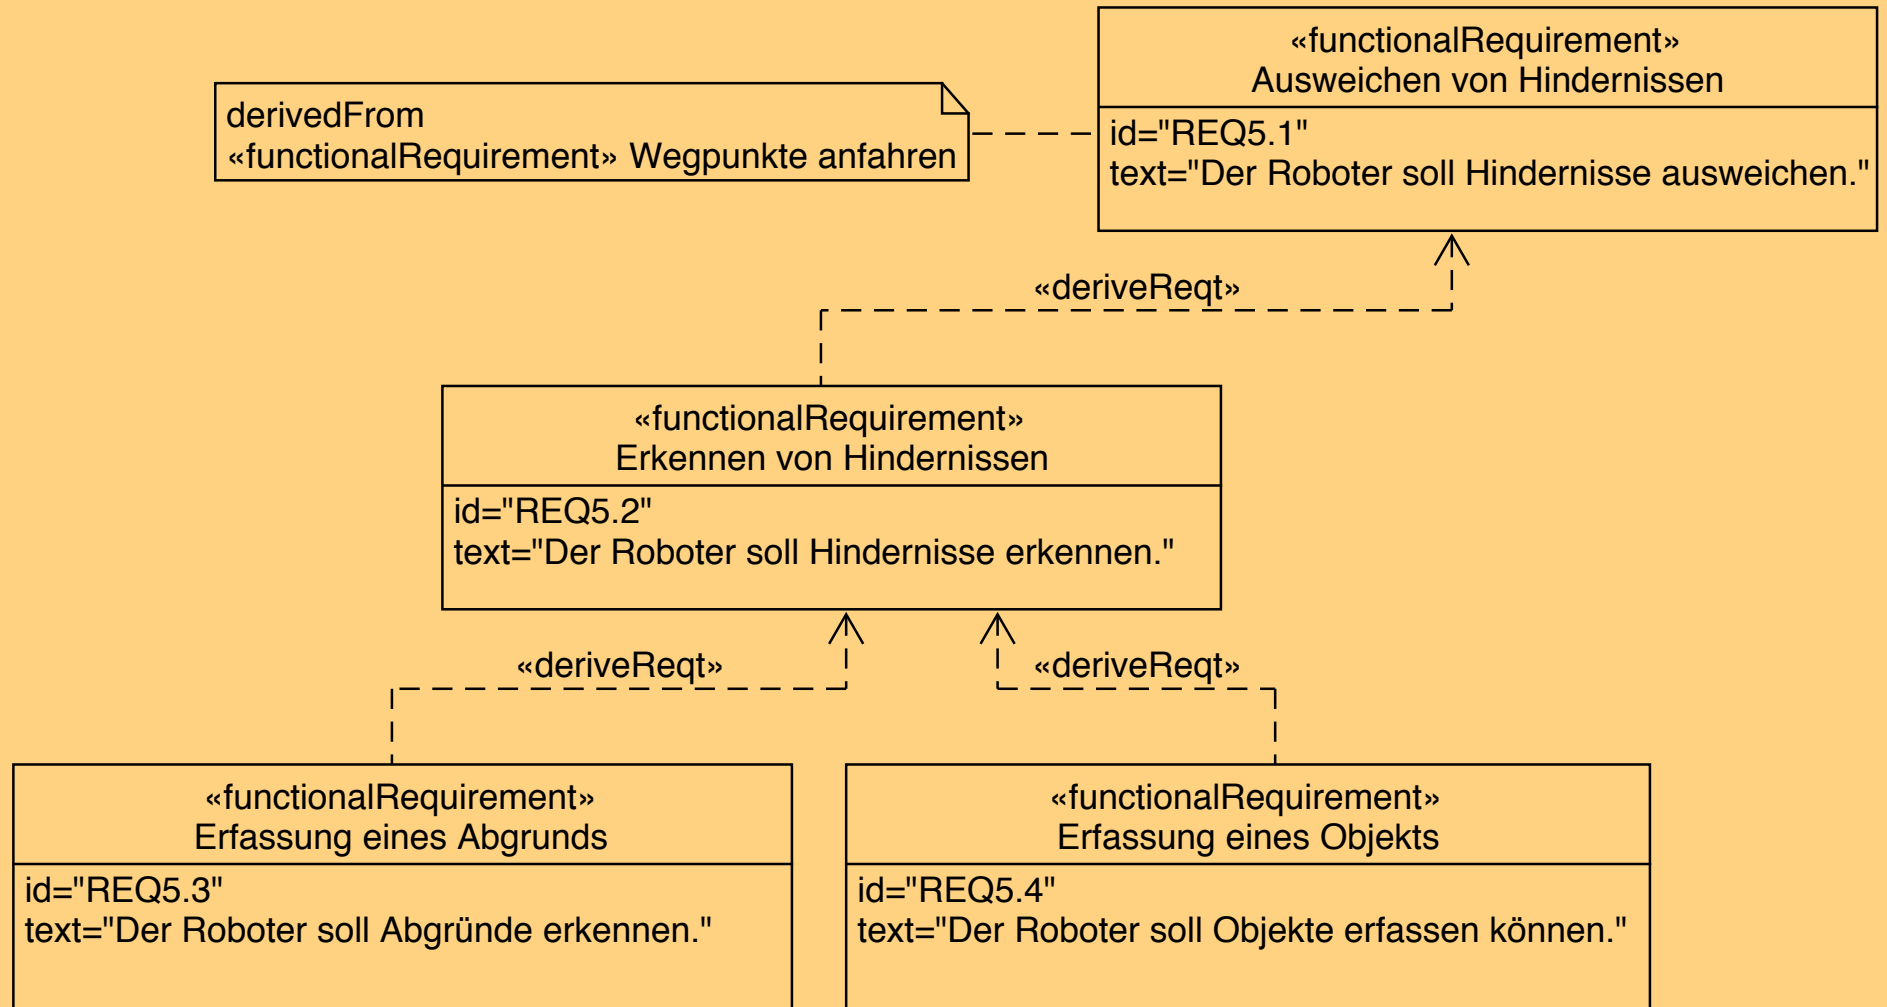 «functionalRequirement»
Ausweichen von Hindernissen
derivedFrom
«functionalRequirement» Wegpunkte anfahren
id="REQ5.1"
text="Der Roboter soll Hindernisse ausweichen."
«deriveReqt»
«functionalRequirement»
Erkennen von Hindernissen
id="REQ5.2"
text="Der Roboter soll Hindernisse erkennen."
«deriveReqt»
«deriveReqt»
«functionalRequirement»
Erfassung eines Abgrunds
id="REQ5.3"
text="Der Roboter soll Abgründe erkennen."
«functionalRequirement»
Erfassung eines Objekts
id="REQ5.4"
text="Der Roboter soll Objekte erfassen können."